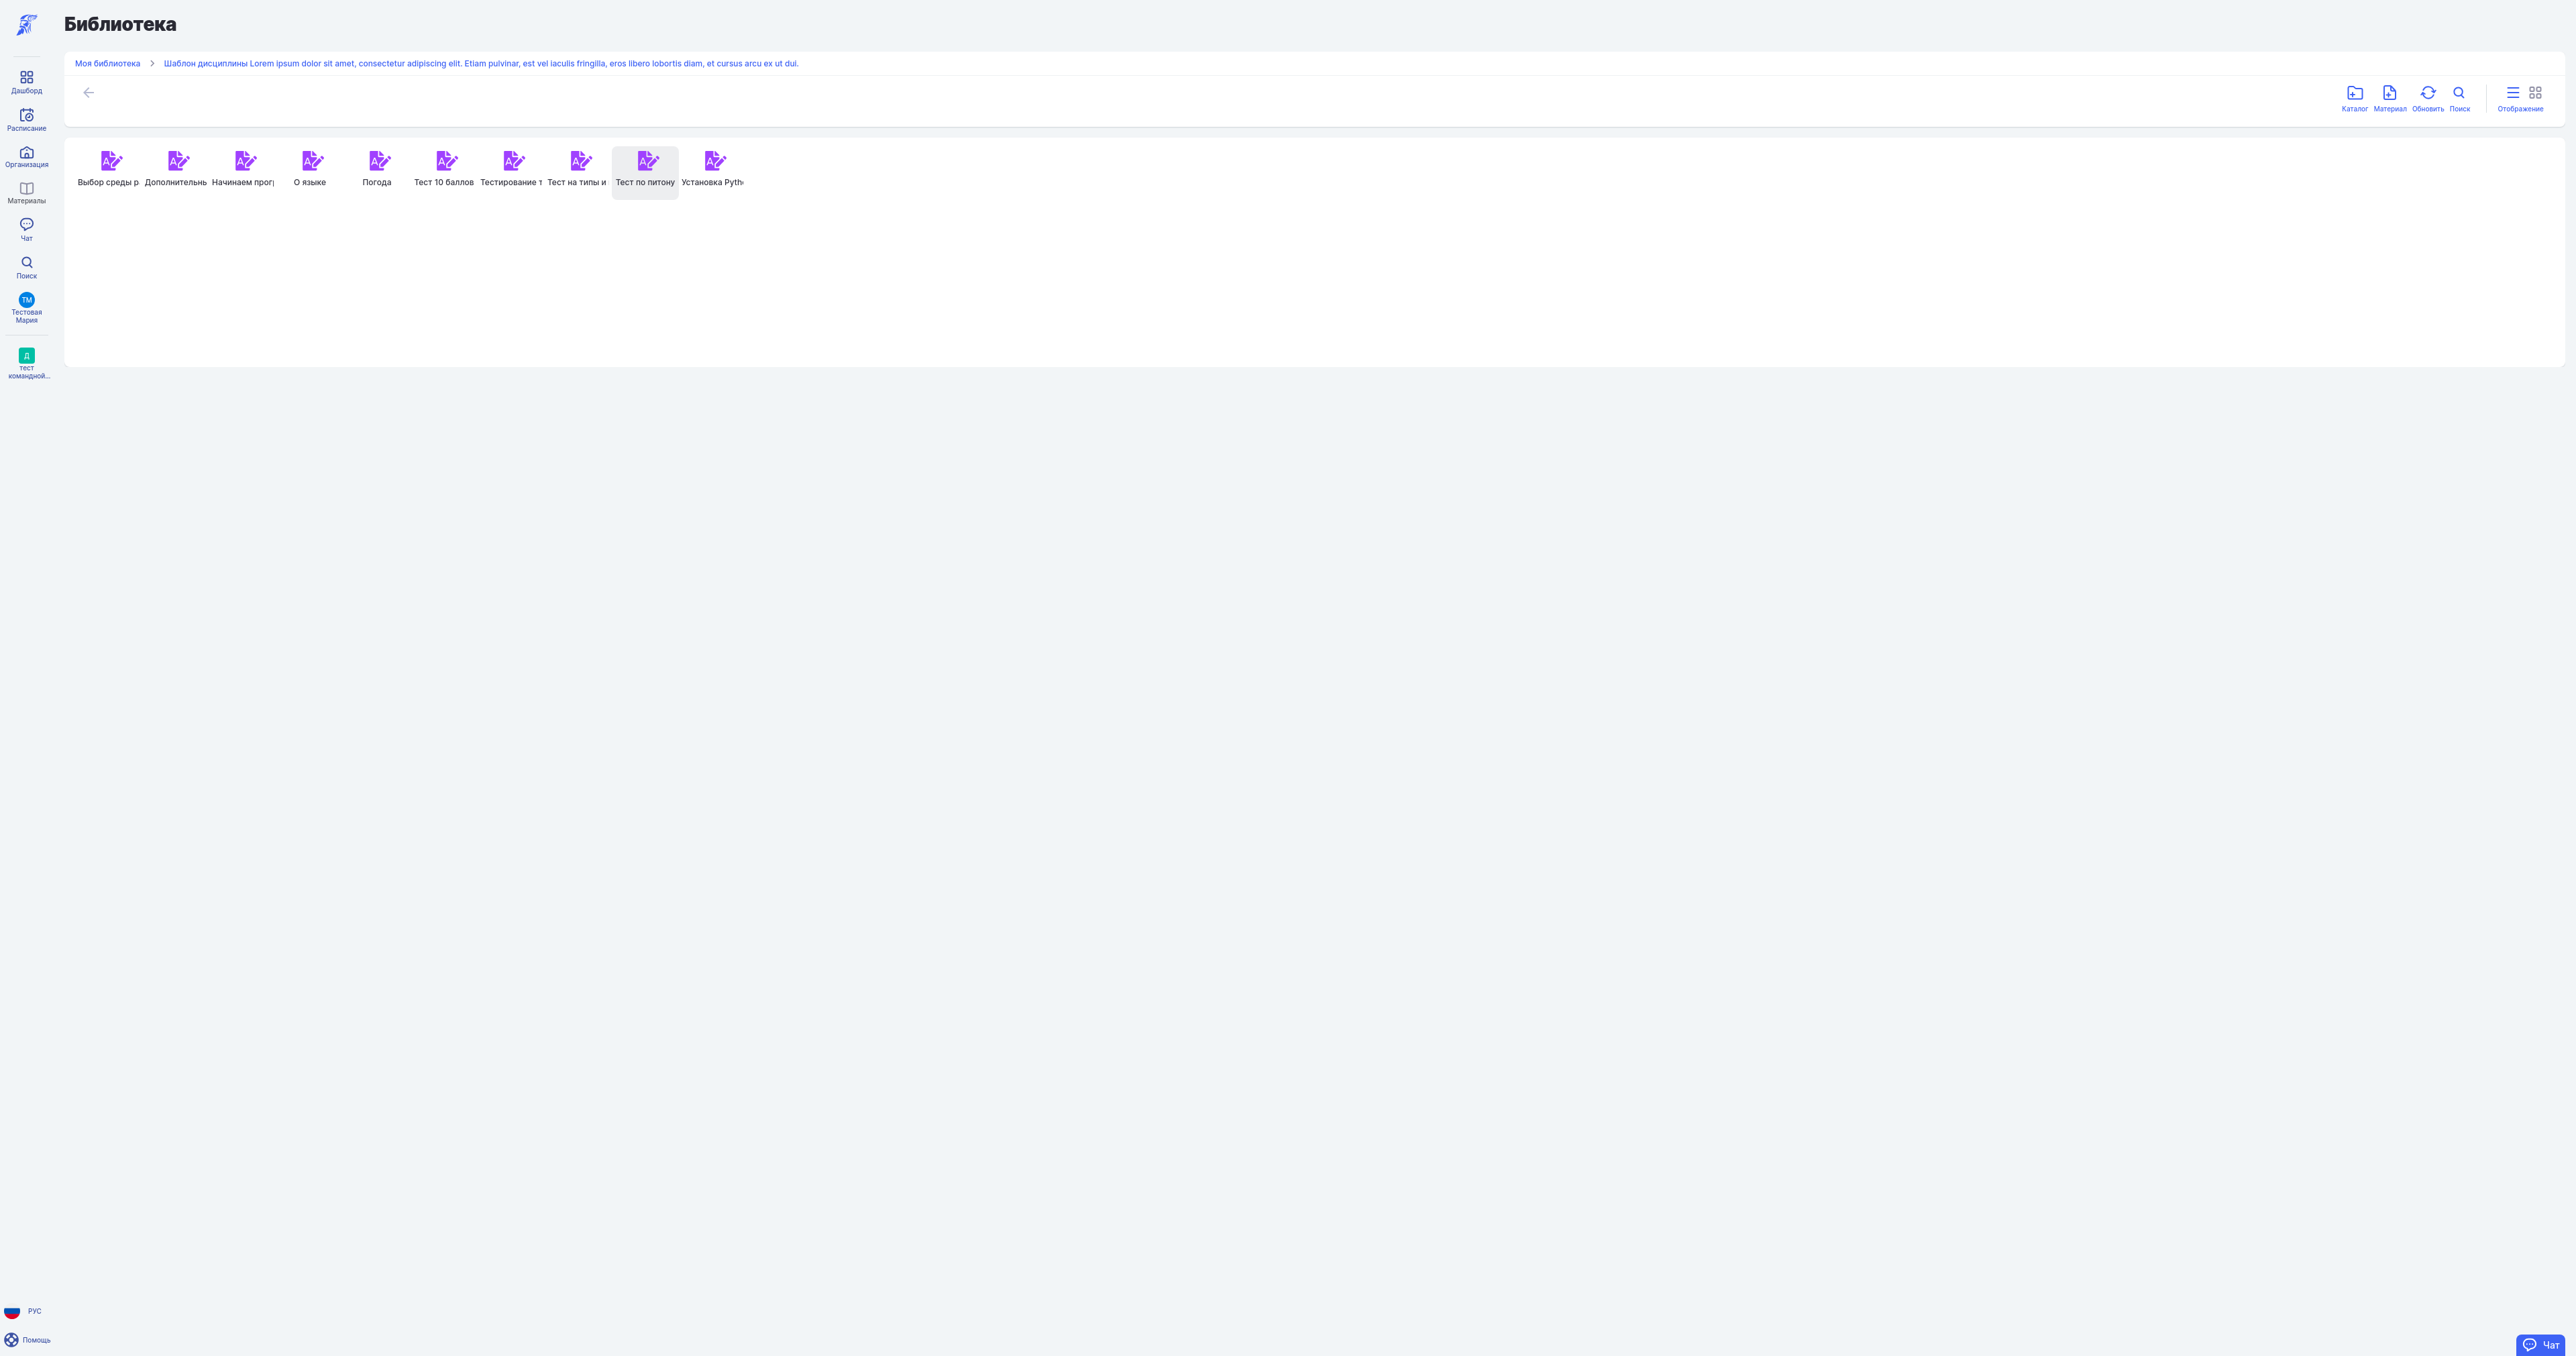 Библиотека
Моя библиотека
Шаблон дисциплины Lorem ipsum dolor sit amet, consectetur adipiscing elit. Etiam pulvinar, est vel iaculis fringilla, eros libero lobortis diam, et cursus arcu ex ut dui.
Каталог
Материал
Обновить
Поиск
Отображение
Выбор среды р
Дополнительнь
Начинаем прог
О языке
Погода
Тест 10 баллов
Тестирование т
Тест на типы и
Тест по питону
Установка Pyth
Дашборд
Расписание
Организация
Материалы
Чат
Поиск
ТМ
Тестовая
Мария
Д
тест
командной...
РУС
Помощь
Чат